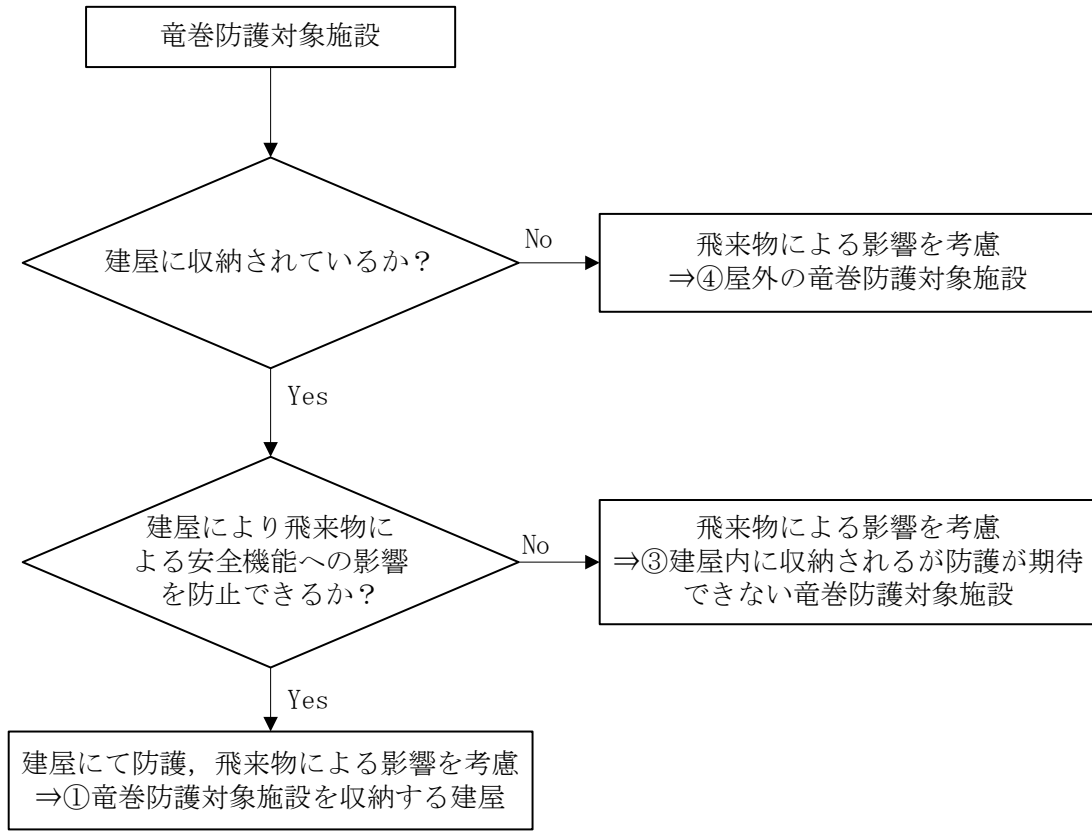 竜巻防護対象施設
建屋に収納されているか？
No
飛来物による影響を考慮
⇒④屋外の竜巻防護対象施設
Yes
建屋により飛来物に
よる安全機能への影響
を防止できるか？
No
飛来物による影響を考慮
⇒③建屋内に収納されるが防護が期待
できない竜巻防護対象施設
Yes
建屋にて防護，飛来物による影響を考慮
⇒①竜巻防護対象施設を収納する建屋